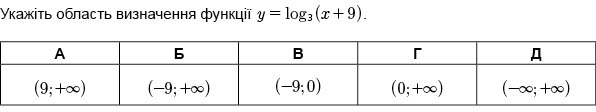 Укажіть область визначення функції y = log₃(x+9).
А Б В Г Д
(9;+∞) (−9;+∞) (−9;0) (0;+∞) (−∞;+∞)